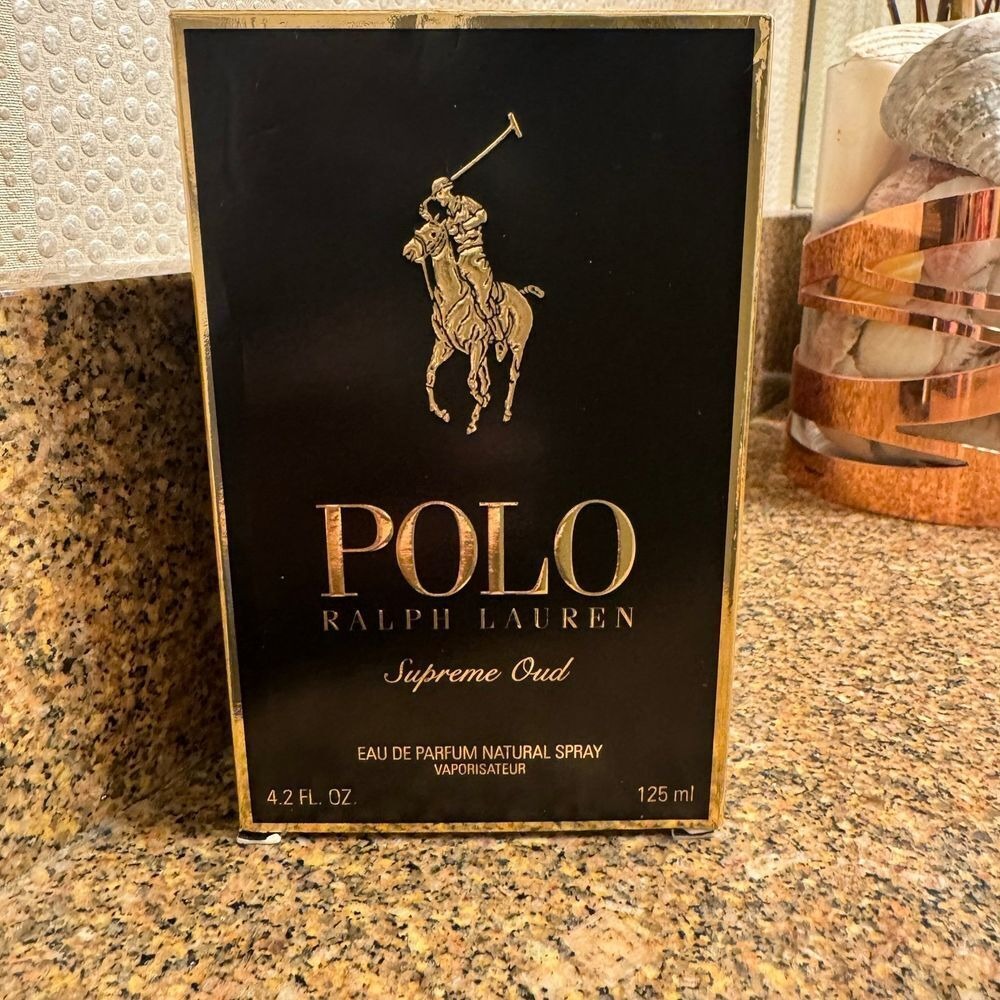 POLO
RALPH LAUREN
Supreme Oud
EAU DE PARFUM NATURAL SPRAY
VAPORISATEUR
4.2 FL. OZ. 125 ml